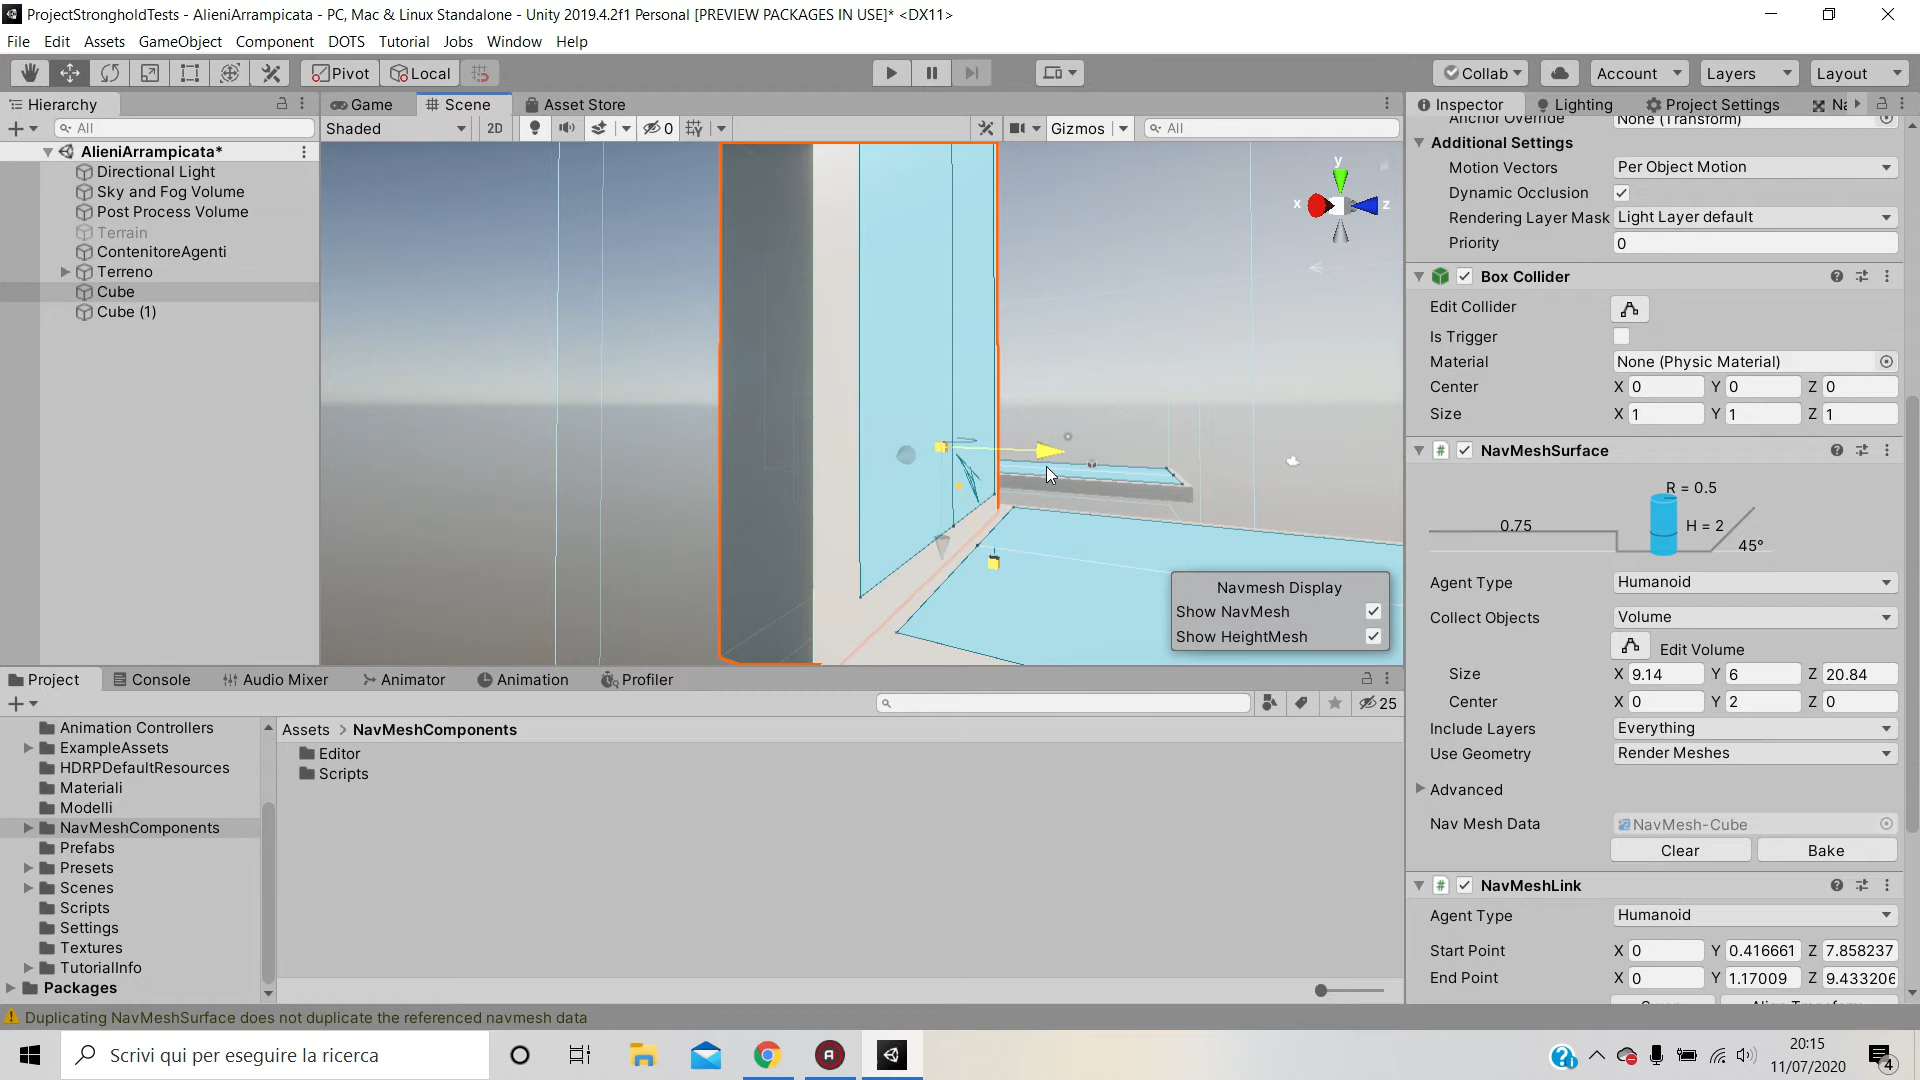 ProjectStrongholdTests - AlieniArrampicata - PC, Mac & Linux Standalone - Unity 2019.4.2f1 Personal [PREVIEW PACKAGES IN USE]* <DX11>
File Edit Assets GameObject Component DOTS Tutorial Jobs Window Help
Pivot Local Collab Account Layers Layout
Hierarchy
All
AlieniArrampicata*
Directional Light
Sky and Fog Volume
Post Process Volume
Terrain
ContenitoreAgenti
Terreno
Cube
Cube (1)
Game Scene Asset Store
Shaded 2D 0 Gizmos All
y
x z
Navmesh Display
Show NavMesh
Show HeightMesh
Inspector Lighting Project Settings Na
Anchor Override None (Transform)
Additional Settings
Motion Vectors Per Object Motion
Dynamic Occlusion
Rendering Layer Mask Light Layer default
Priority 0
Box Collider
Edit Collider
Is Trigger
Material None (Physic Material)
Center X 0 Y 0 Z 0
Size X 1 Y 1 Z 1
NavMeshSurface
R = 0.5
0.75 H = 2
45°
Agent Type Humanoid
Collect Objects Volume
Edit Volume
Size X 9.14 Y 6 Z 20.84
Center X 0 Y 2 Z 0
Include Layers Everything
Use Geometry Render Meshes
Advanced
Nav Mesh Data NavMesh-Cube
Clear Bake
NavMeshLink
Agent Type Humanoid
Start Point X 0 Y 0.416661 Z 7.858237
End Point X 0 Y 1.17009 Z 9.433206
Project Console Audio Mixer Animator Animation Profiler
25
Animation Controllers
ExampleAssets
HDRPDefaultResources
Materiali
Modelli
NavMeshComponents
Prefabs
Presets
Scenes
Scripts
Settings
Textures
TutorialInfo
Packages
Assets > NavMeshComponents
Editor
Scripts
Duplicating NavMeshSurface does not duplicate the referenced navmesh data
Scrivi qui per eseguire la ricerca
20:15
11/07/2020
4